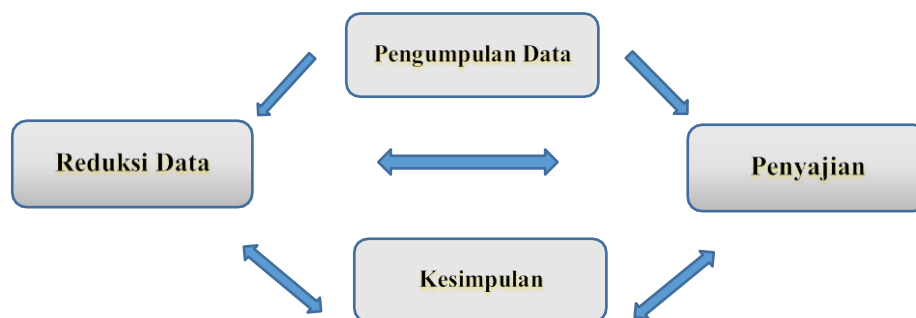 Pengumpulan Data
Reduksi Data
Penyajian
Kesimpulan